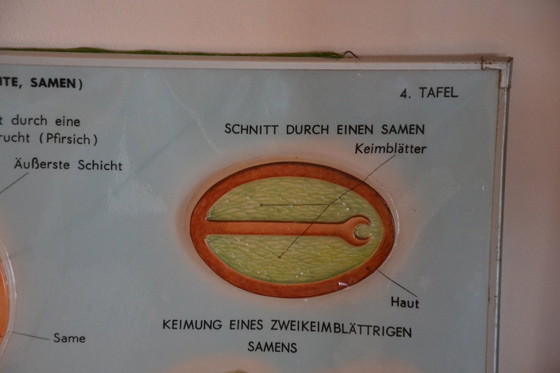 ITE, SAMEN)
4. TAFEL
t durch eine
rucht (Pfirsich)
Äußerste Schicht
SCHNITT DURCH EINEN SAMEN
Keimblätter
Haut
Same
KEIMUNG EINES ZWEIKEIMBLÄTTRIGEN
SAMENS